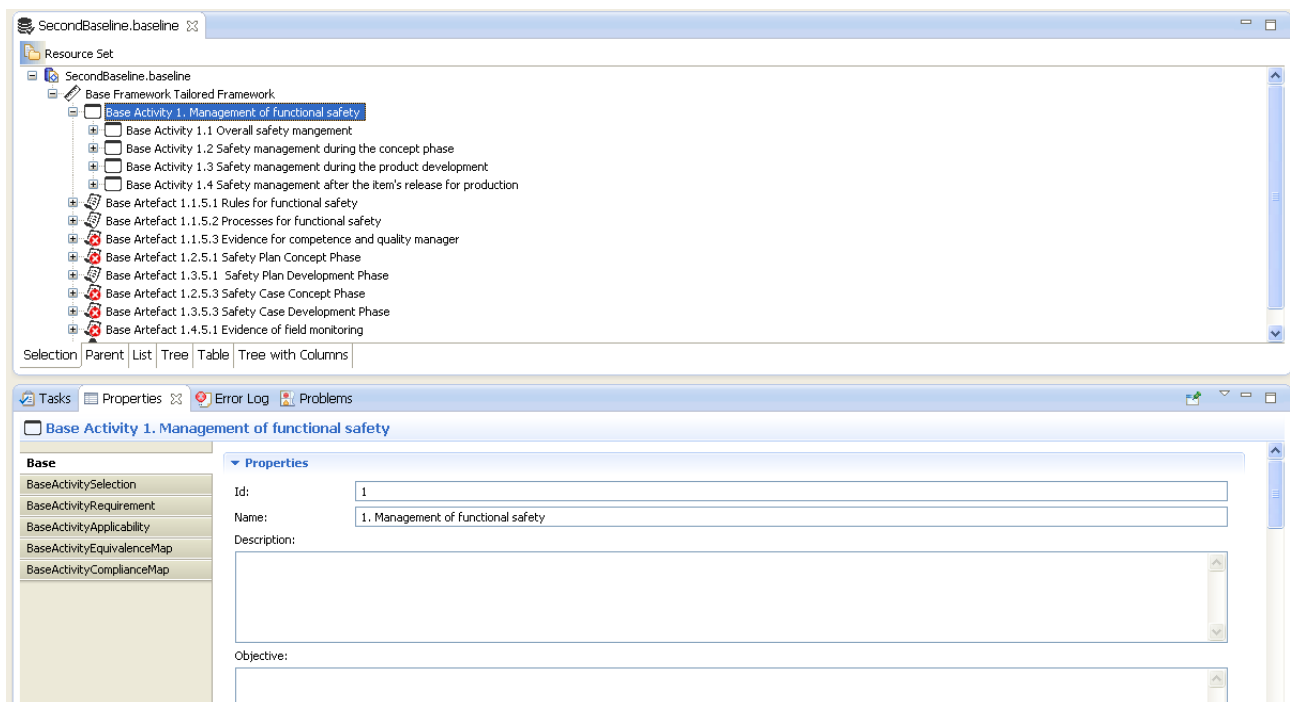 SecondBaseline.baseline
Resource Set
SecondBaseline.baseline
Base Framework Tailored Framework
Base Activity 1. Management of functional safety
Base Activity 1.1 Overall safety mangement
Base Activity 1.2 Safety management during the concept phase
Base Activity 1.3 Safety management during the product development
Base Activity 1.4 Safety management after the item's release for production
Base Artefact 1.1.5.1 Rules for functional safety
Base Artefact 1.1.5.2 Processes for functional safety
Base Artefact 1.1.5.3 Evidence for competence and quality manager
Base Artefact 1.2.5.1 Safety Plan Concept Phase
Base Artefact 1.3.5.1 Safety Plan Development Phase
Base Artefact 1.2.5.3 Safety Case Concept Phase
Base Artefact 1.3.5.3 Safety Case Development Phase
Base Artefact 1.4.5.1 Evidence of field monitoring
Selection Parent List Tree Table Tree with Columns
Tasks Properties Error Log Problems
Base Activity 1. Management of functional safety
Base
BaseActivitySelection
BaseActivityRequirement
BaseActivityApplicability
BaseActivityEquivalenceMap
BaseActivityComplianceMap
Properties
Id: 1
Name: 1. Management of functional safety
Description:
Objective: